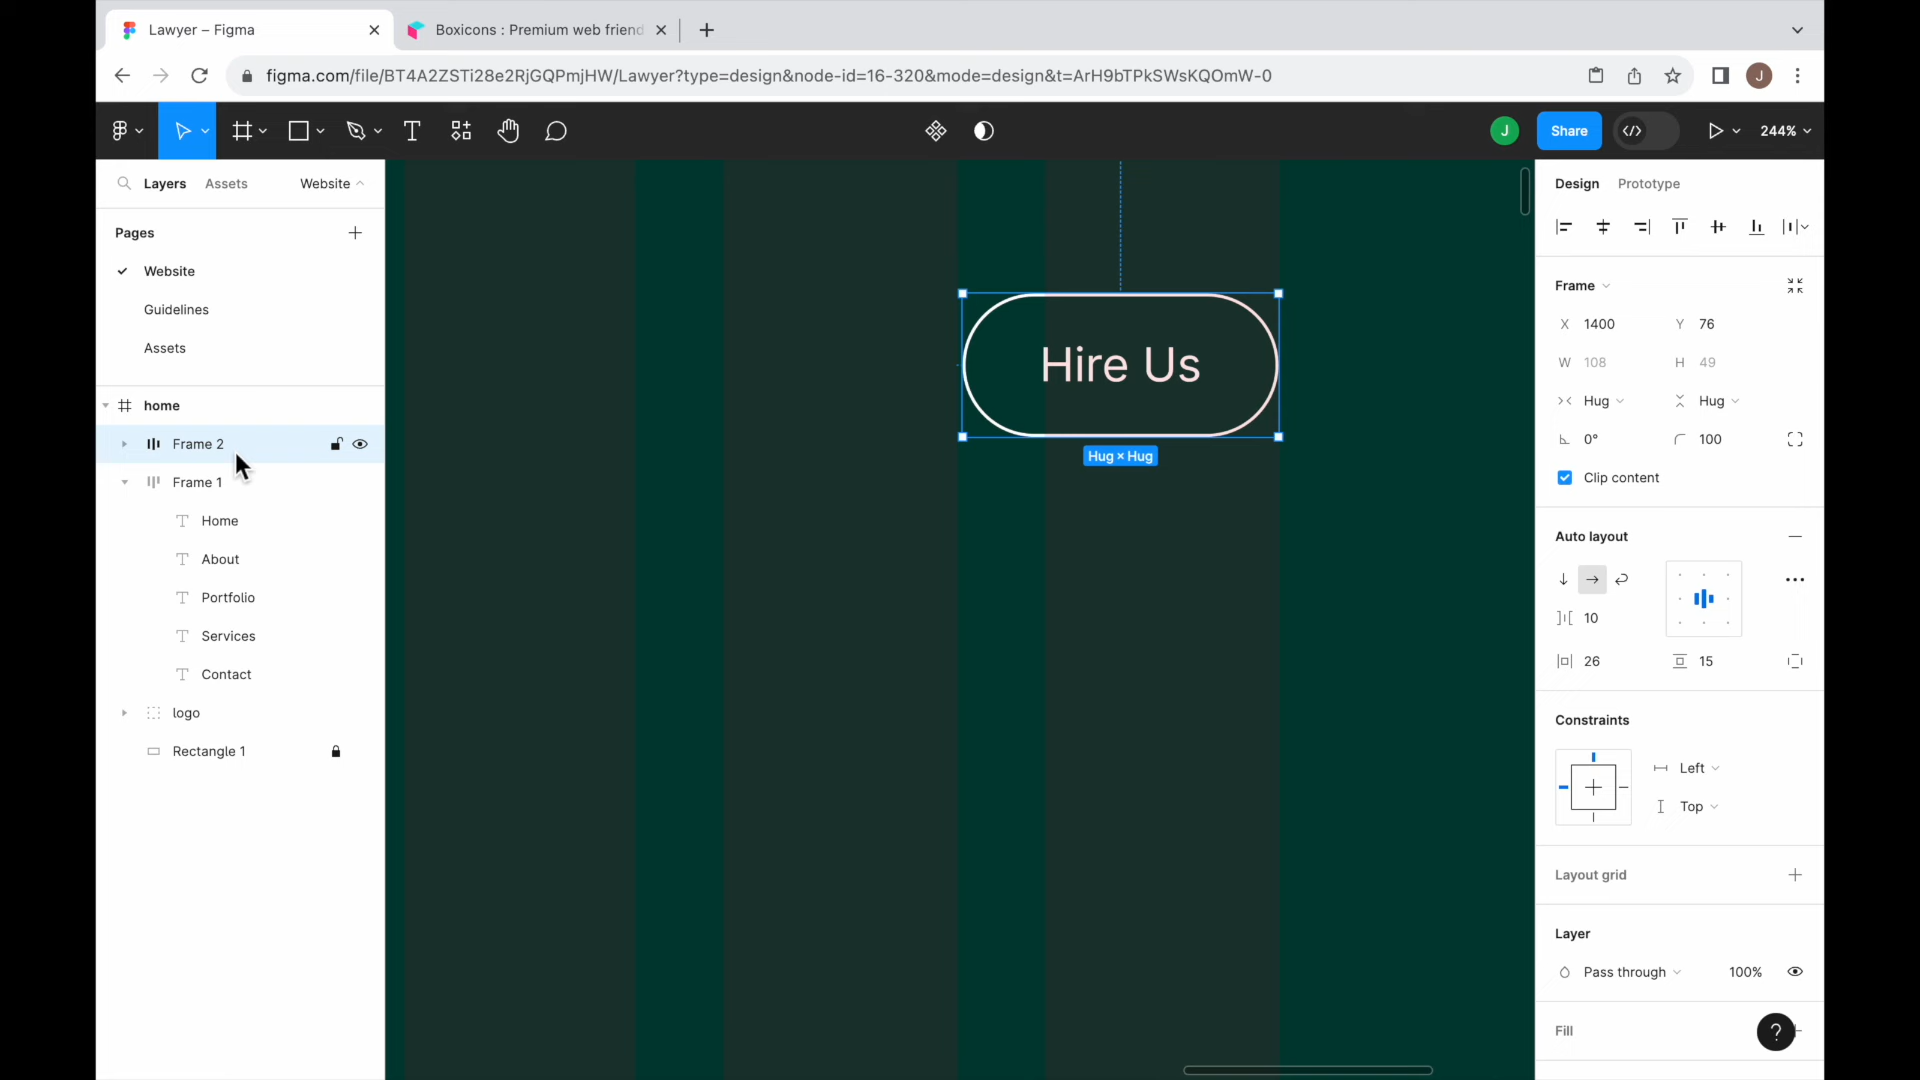 Lawyer – Figma
Boxicons : Premium web friend
figma.com/file/BT4A2ZSTi28e2RjGQPmjHW/Lawyer?type=design&node-id=16-320&mode=design&t=ArH9bTPkSWsKQOmW-0
J
J
Share
244%
Layers
Assets
Website
Pages
Website
Guidelines
Assets
home
Frame 2
Frame 1
Home
About
Portfolio
Services
Contact
logo
Rectangle 1
Hire Us
Hug × Hug
Design
Prototype
Frame
X 1400
Y 76
W 108
H 49
Hug
Hug
0°
100
Clip content
Auto layout
10
26
15
Constraints
Left
Top
Layout grid
Layer
Pass through
100%
Fill
?